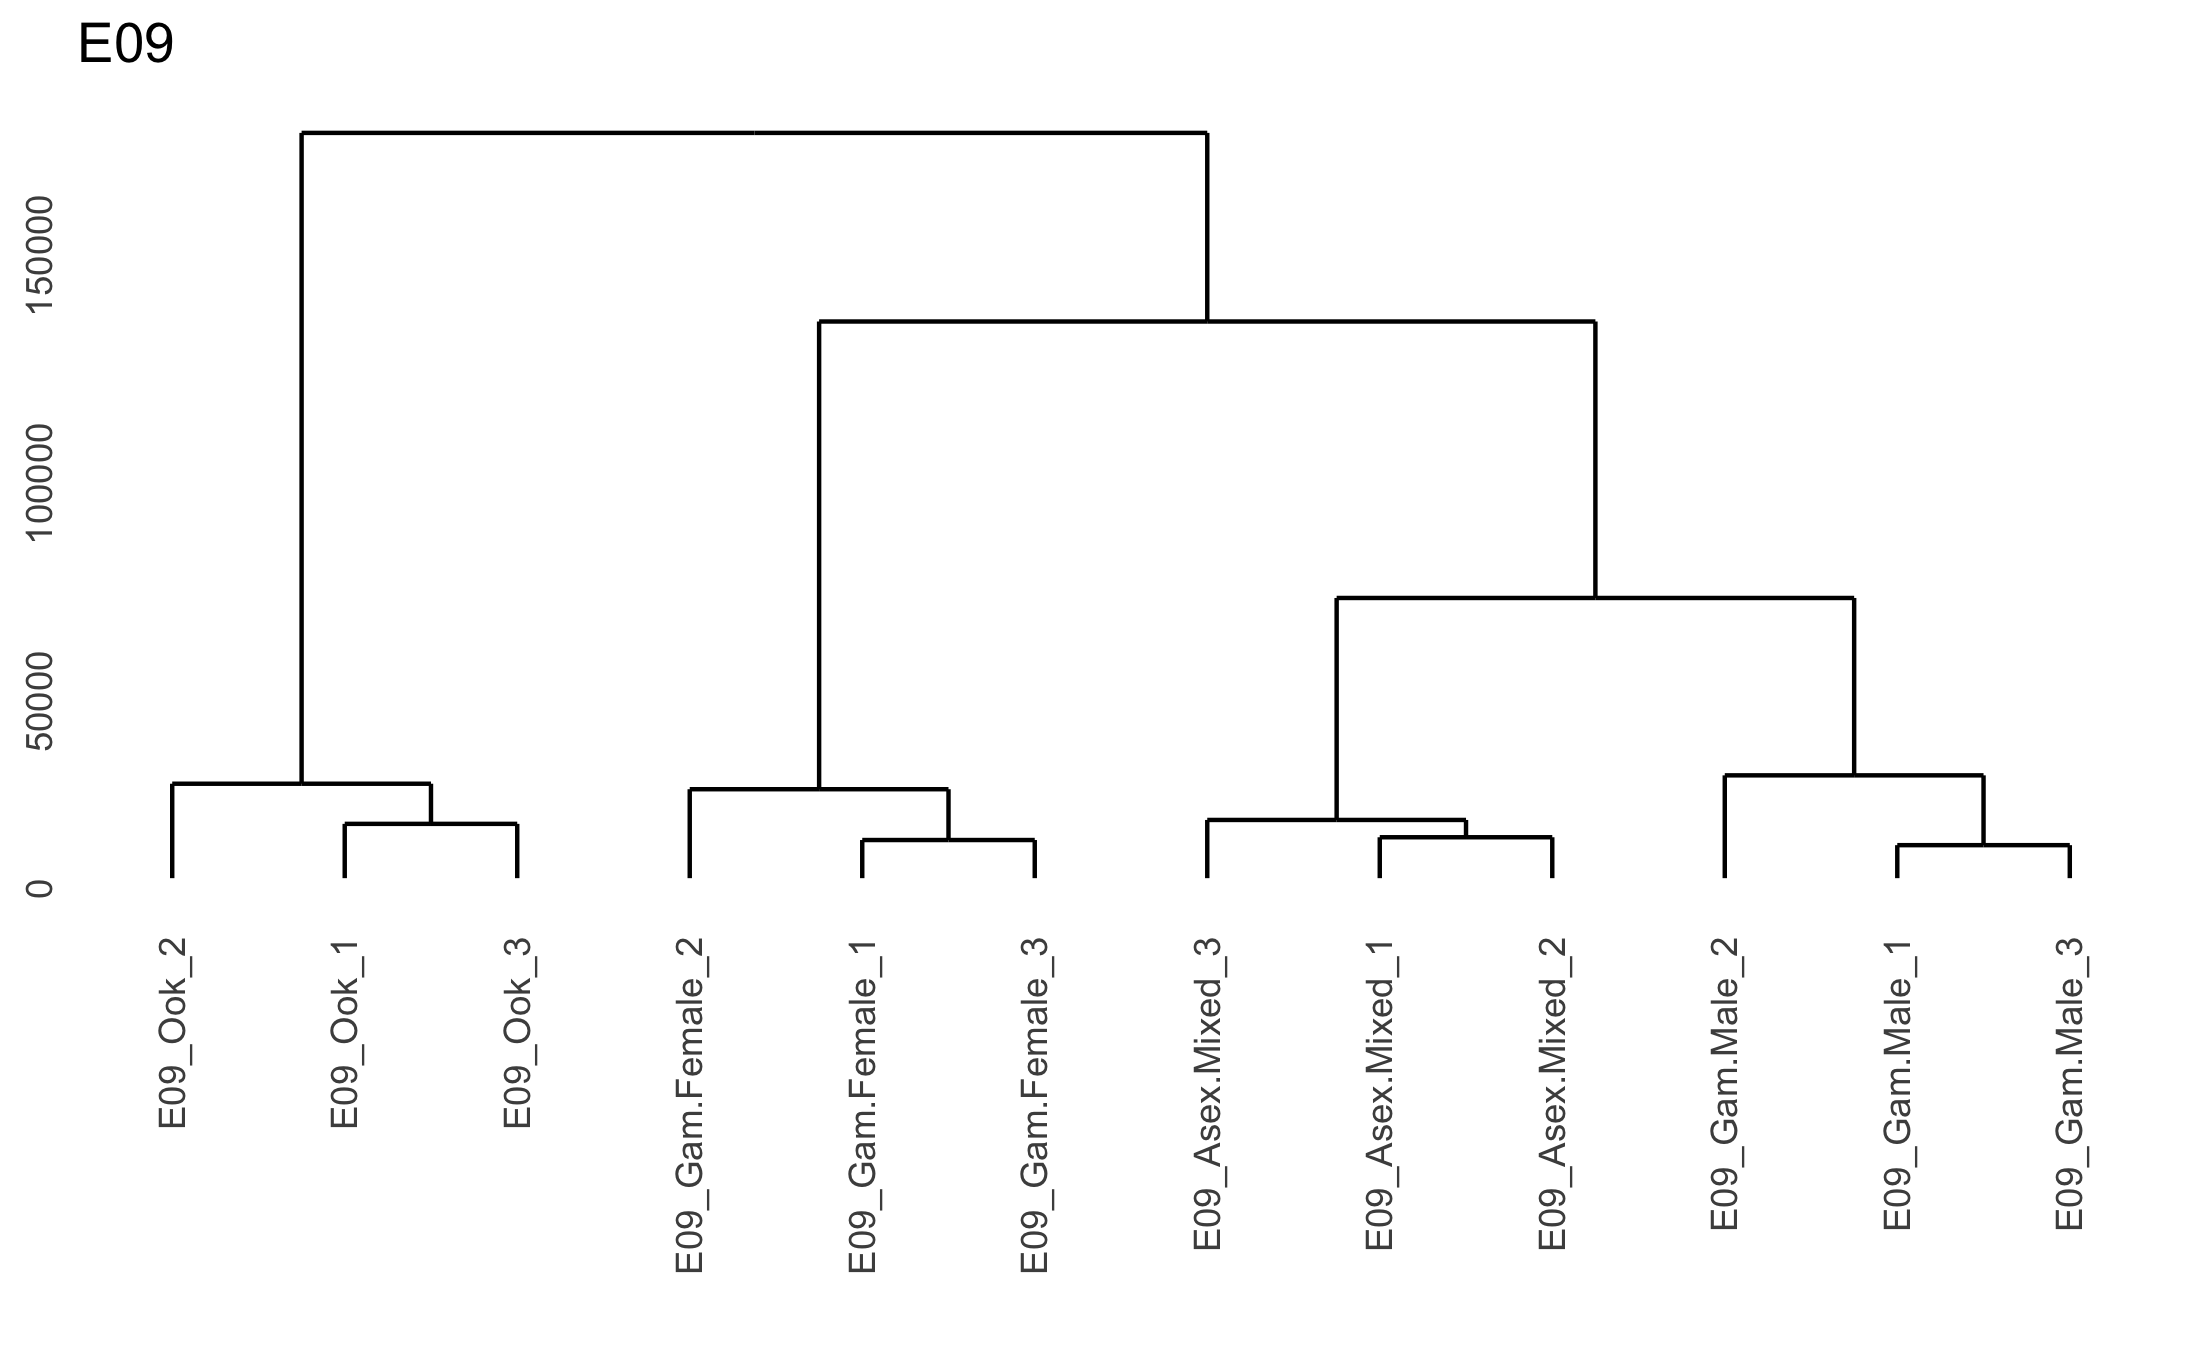 E09
150000
100000
50000
0
E09_Ook_2
E09_Ook_1
E09_Ook_3
E09_Gam.Female_2
E09_Gam.Female_1
E09_Gam.Female_3
E09_Asex.Mixed_3
E09_Asex.Mixed_1
E09_Asex.Mixed_2
E09_Gam.Male_2
E09_Gam.Male_1
E09_Gam.Male_3